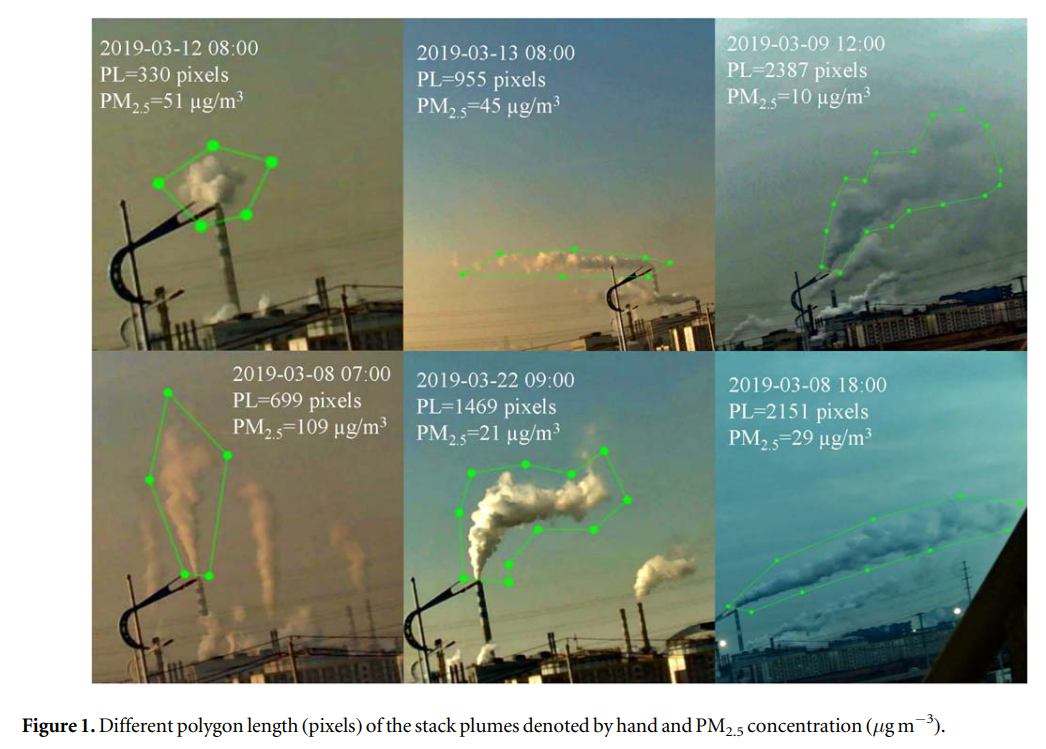 2019-03-12 08:00
PL=330 pixels
PM₂.₅=51 µg/m³
2019-03-13 08:00
PL=955 pixels
PM₂.₅=45 µg/m³
2019-03-09 12:00
PL=2387 pixels
PM₂.₅=10 µg/m³
2019-03-08 07:00
PL=699 pixels
PM₂.₅=109 µg/m³
2019-03-22 09:00
PL=1469 pixels
PM₂.₅=21 µg/m³
2019-03-08 18:00
PL=2151 pixels
PM₂.₅=29 µg/m³
Figure 1. Different polygon length (pixels) of the stack plumes denoted by hand and PM₂.₅ concentration (µg m⁻³).